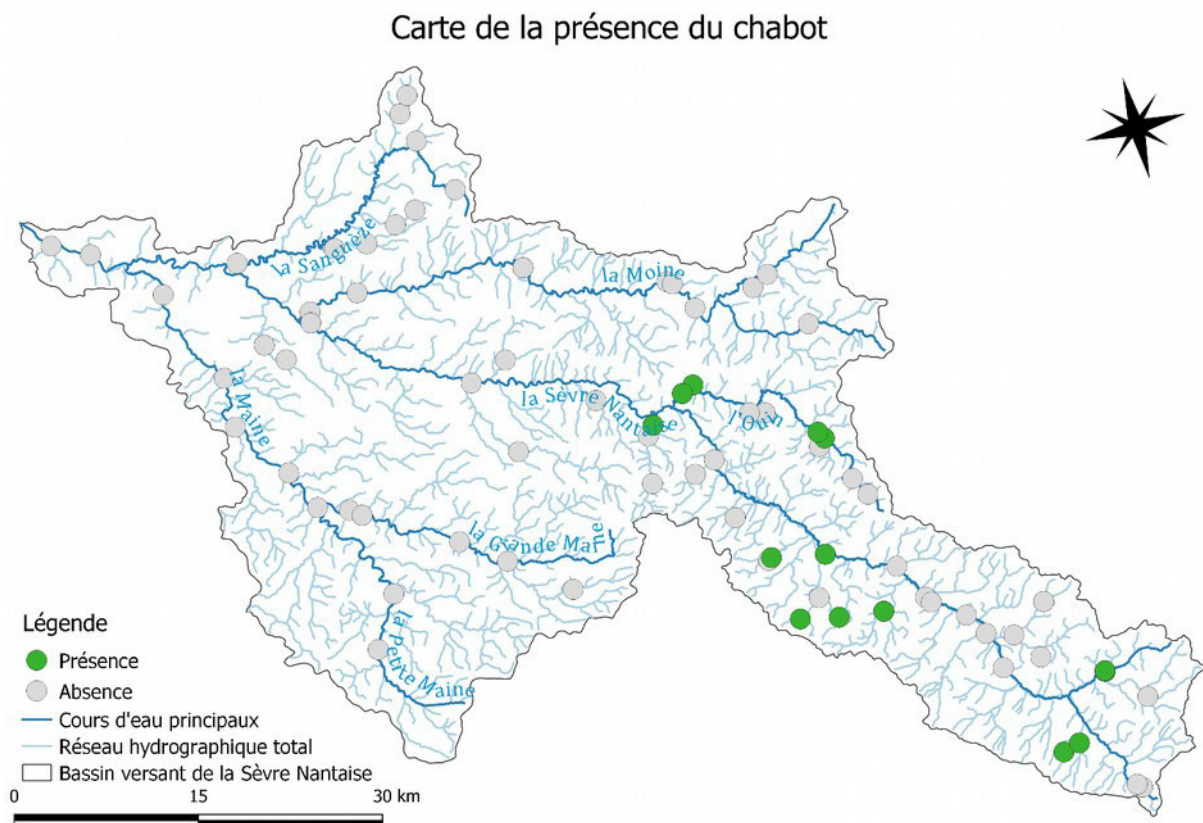 Carte de la présence du chabot
la Sanguèze
la Moine
la Maine
la Sèvre Nantaise
l'Ouin
la Grande Maine
la Petite Maine
Légende
Présence
Absence
Cours d'eau principaux
Réseau hydrographique total
Bassin versant de la Sèvre Nantaise
0 15 30 km